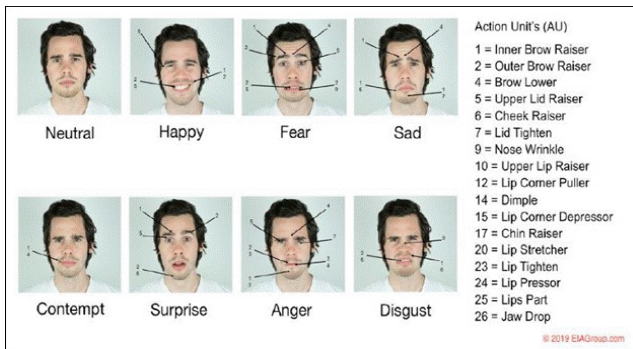 Neutral
Happy
Fear
Sad
Contempt
Surprise
Anger
Disgust
Action Unit's (AU)
1 = Inner Brow Raiser
2 = Outer Brow Raiser
4 = Brow Lower
5 = Upper Lid Raiser
6 = Cheek Raiser
7 = Lid Tighten
9 = Nose Wrinkle
10 = Upper Lip Raiser
12 = Lip Corner Puller
14 = Dimple
15 = Lip Corner Depressor
17 = Chin Raiser
20 = Lip Stretcher
23 = Lip Tighten
24 = Lip Pressor
25 = Lips Part
26 = Jaw Drop
© 2019 EIAGroup.com